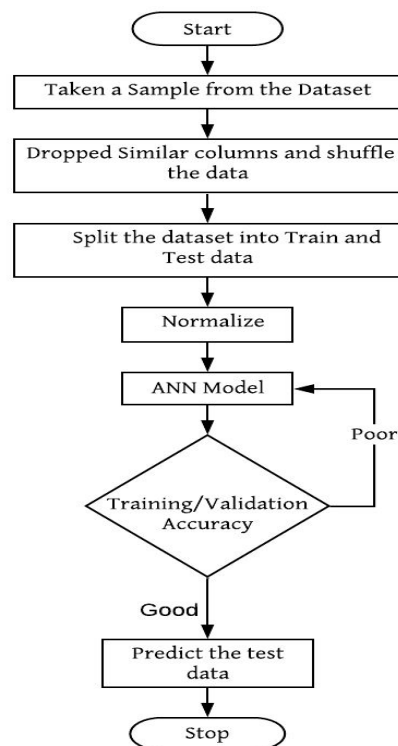 Start
Taken a Sample from the Dataset
Dropped Similar columns and shuffle
the data
Split the dataset into Train and
Test data
Normalize
ANN Model
Poor
Training/Validation
Accuracy
Good
Predict the test
data
Stop